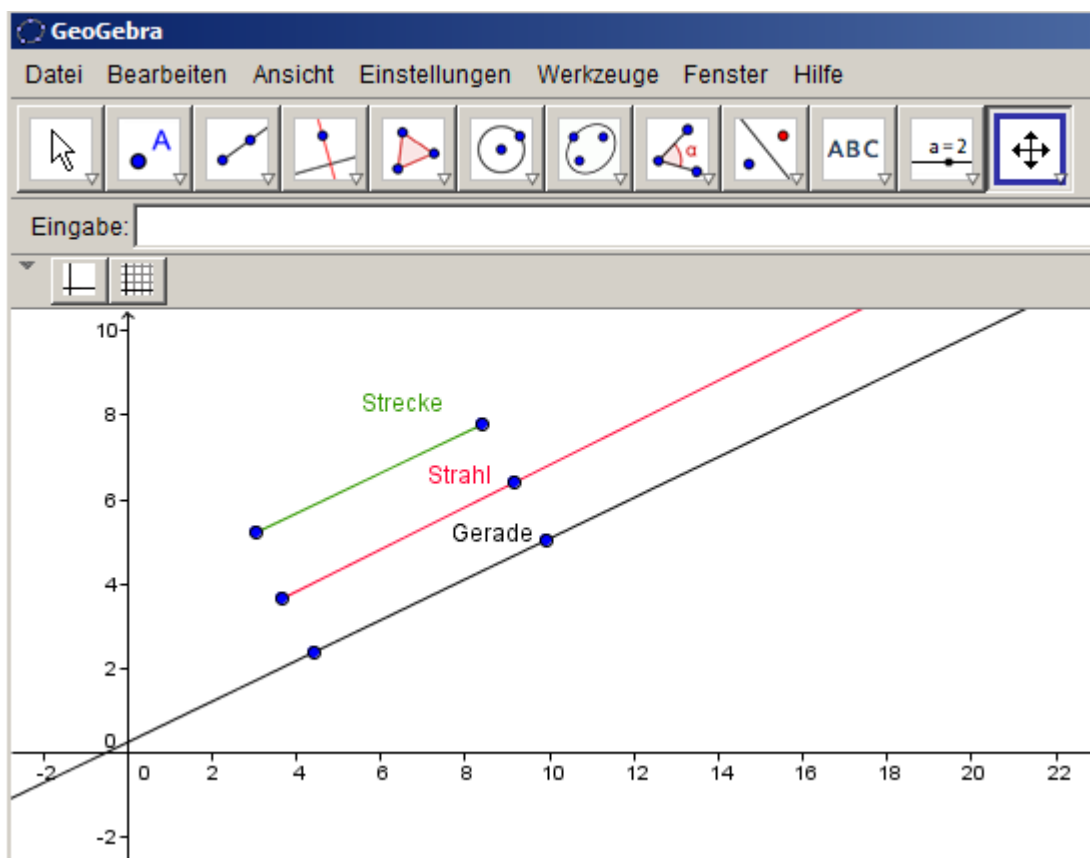 GeoGebra
Datei Bearbeiten Ansicht Einstellungen Werkzeuge Fenster Hilfe
A
α
ABC
a=2
Eingabe:
10
8
6
4
2
0
-2
Strecke
Strahl
Gerade
-2 0 2 4 6 8 10 12 14 16 18 20 22